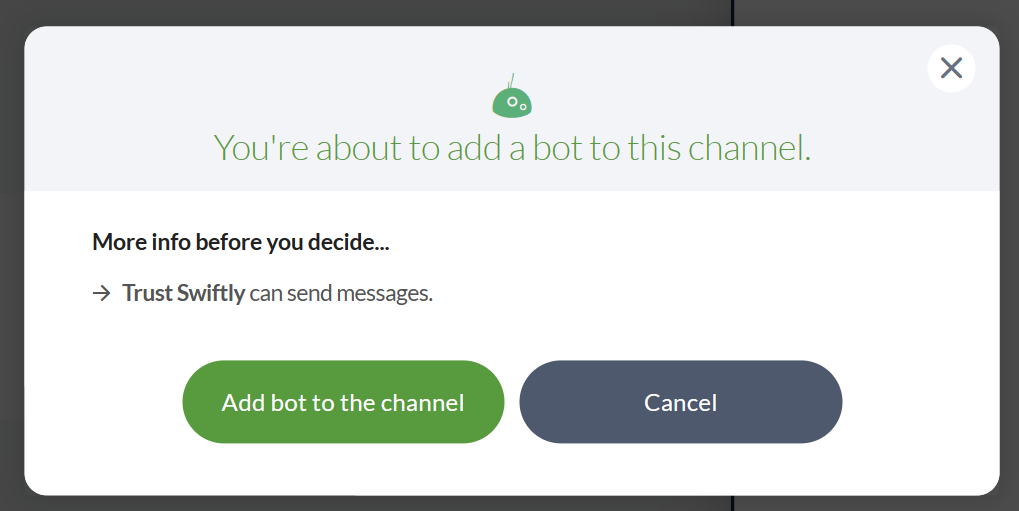 You're about to add a bot to this channel.
More info before you decide...
→ Trust Swiftly can send messages.
Add bot to the channel
Cancel